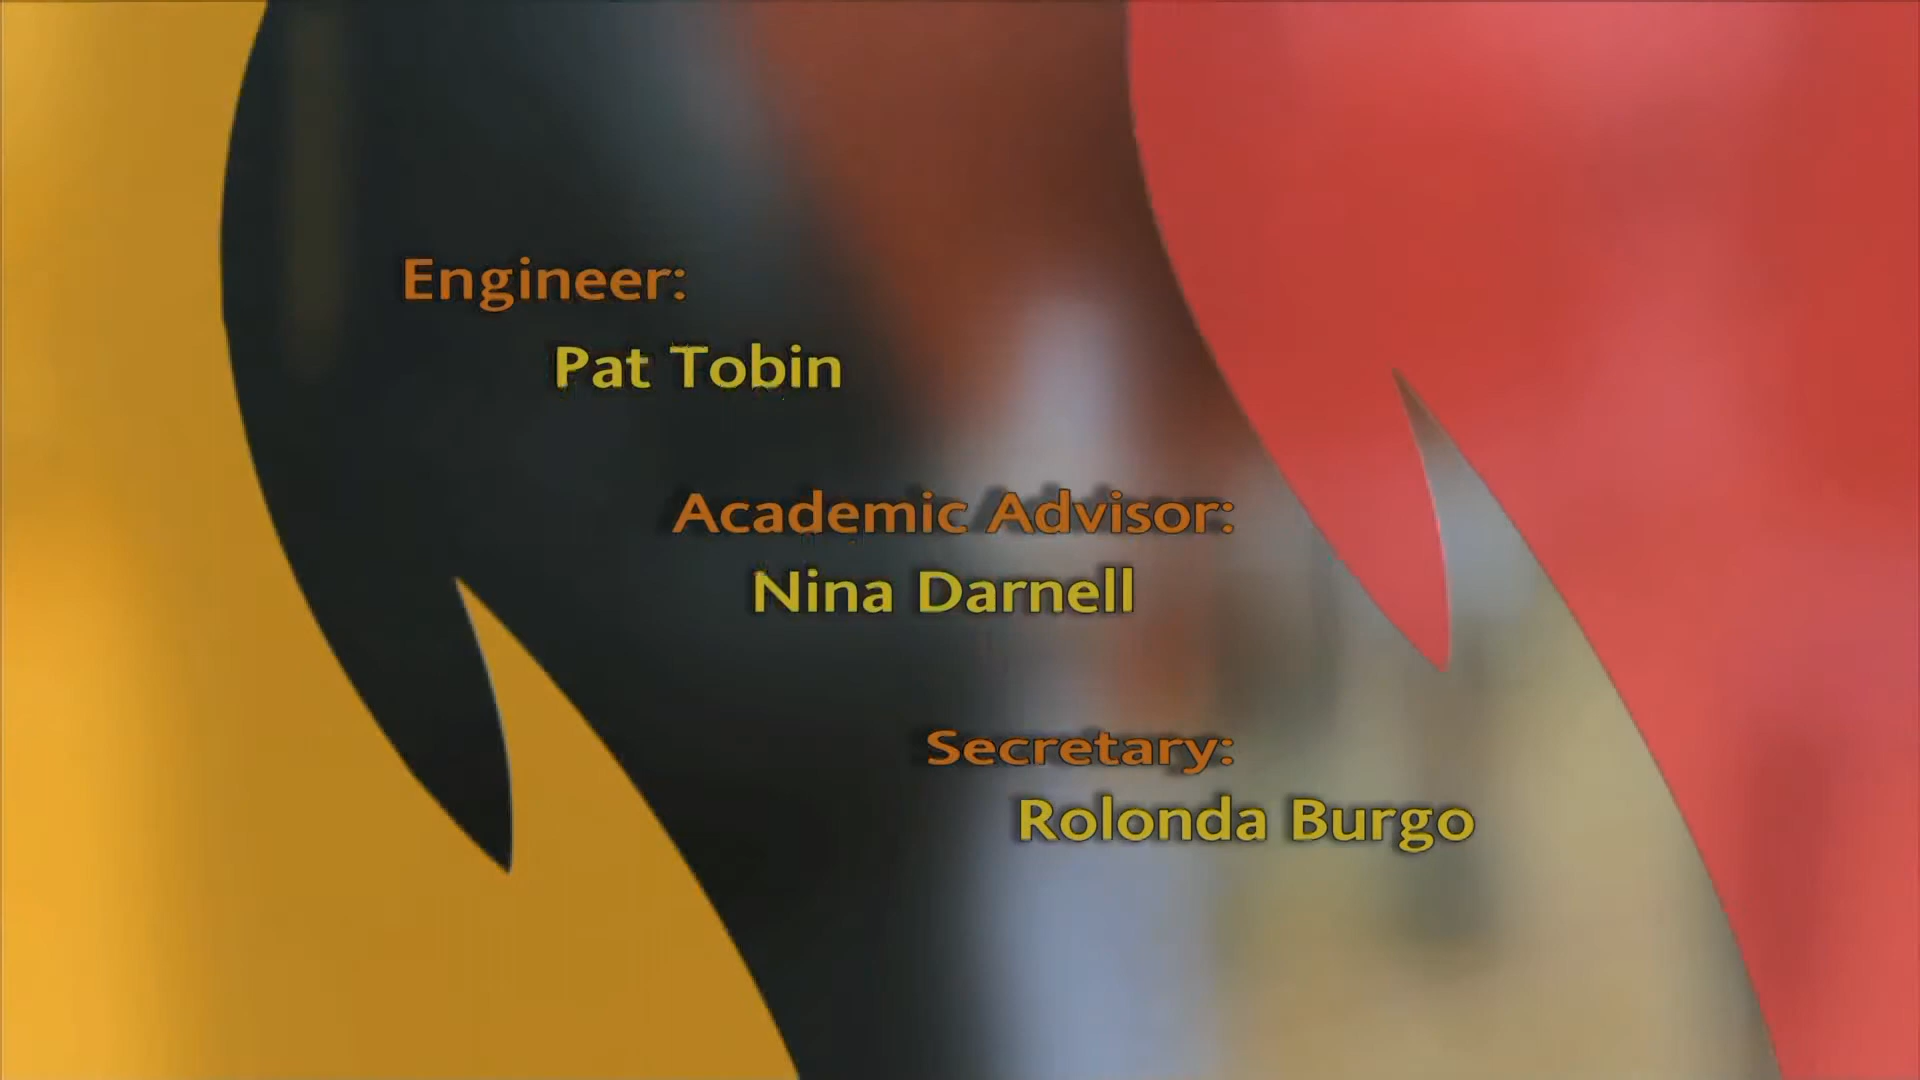 Engineer:
Pat Tobin
Academic Advisor:
Nina Darnell
Secretary:
Rolonda Burgo